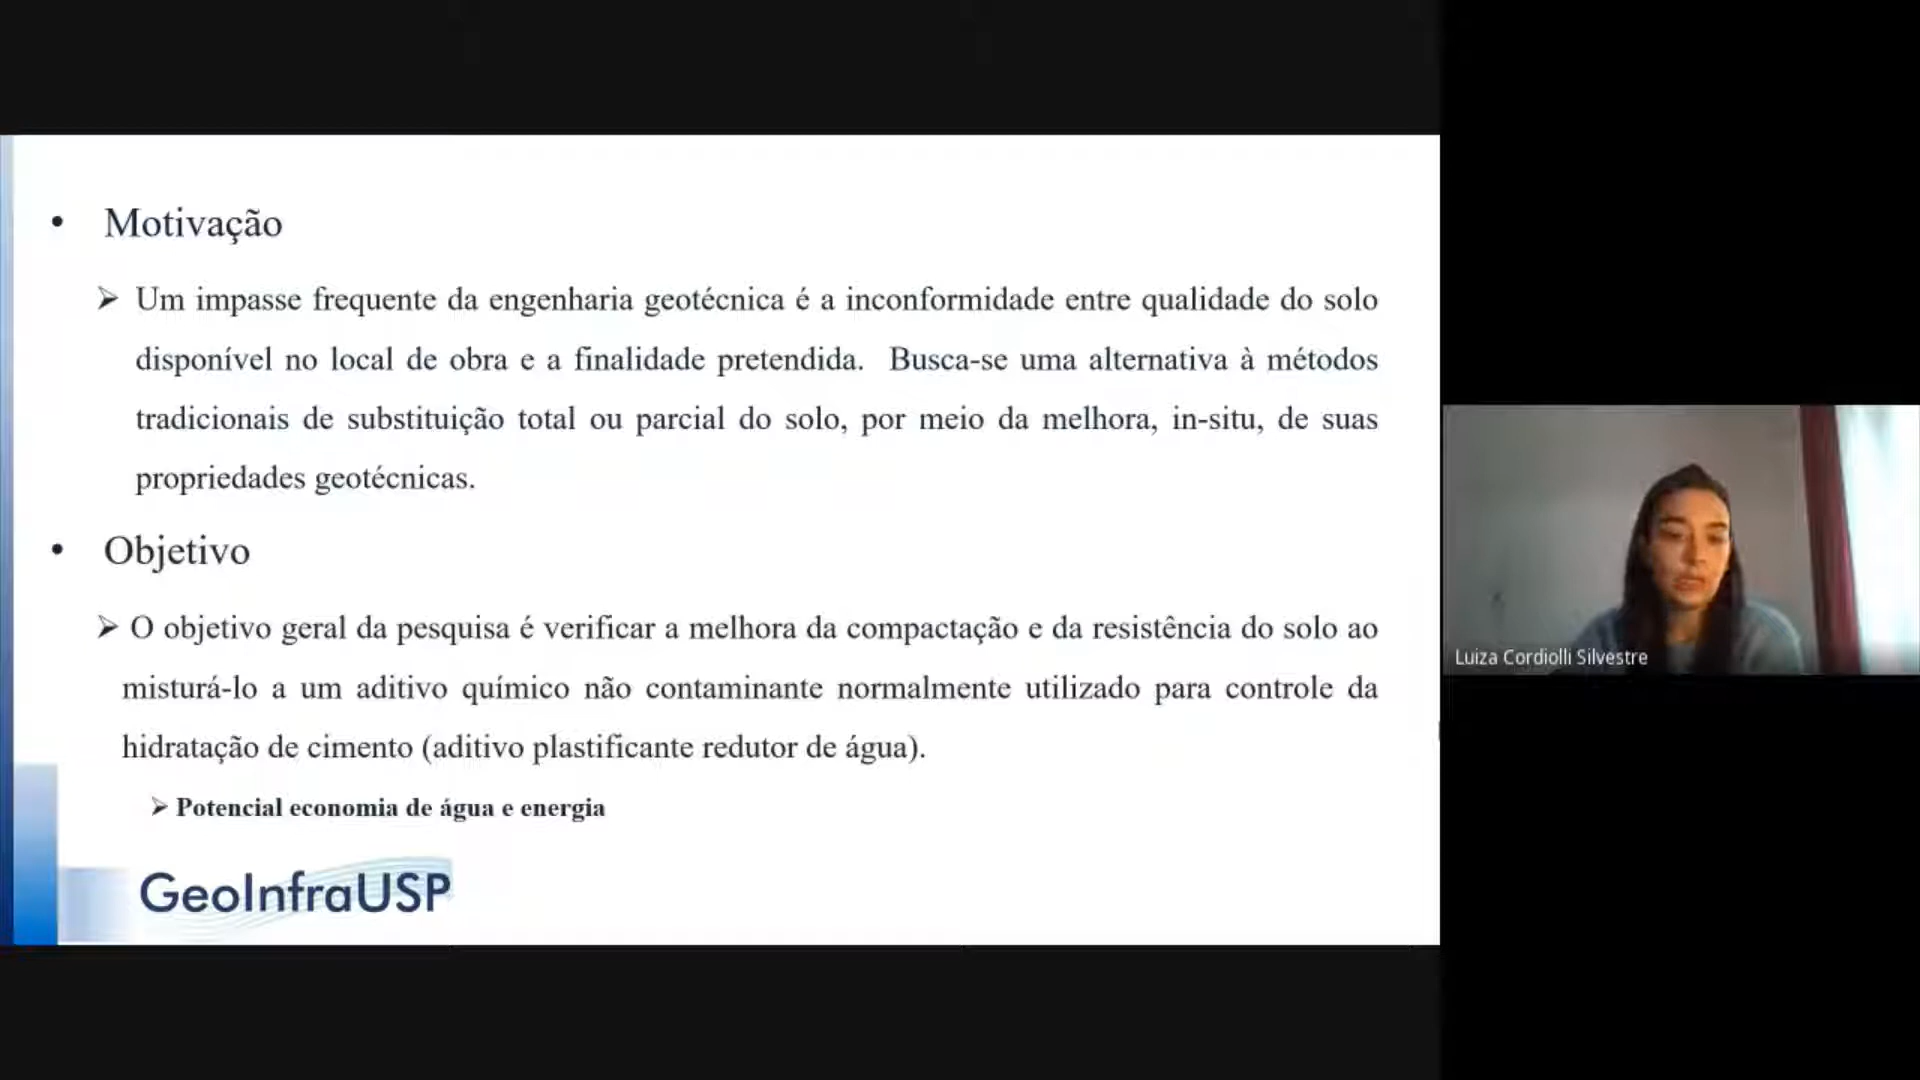 • Motivação
➢ Um impasse frequente da engenharia geotécnica é a inconformidade entre qualidade do solo
disponível no local de obra e a finalidade pretendida. Busca-se uma alternativa à métodos
tradicionais de substituição total ou parcial do solo, por meio da melhora, in-situ, de suas
propriedades geotécnicas.
• Objetivo
➢ O objetivo geral da pesquisa é verificar a melhora da compactação e da resistência do solo ao
misturá-lo a um aditivo químico não contaminante normalmente utilizado para controle da
hidratação de cimento (aditivo plastificante redutor de água).
➢ Potencial economia de água e energia
GeoInfraUSP
Luiza Cordiolli Silvestre